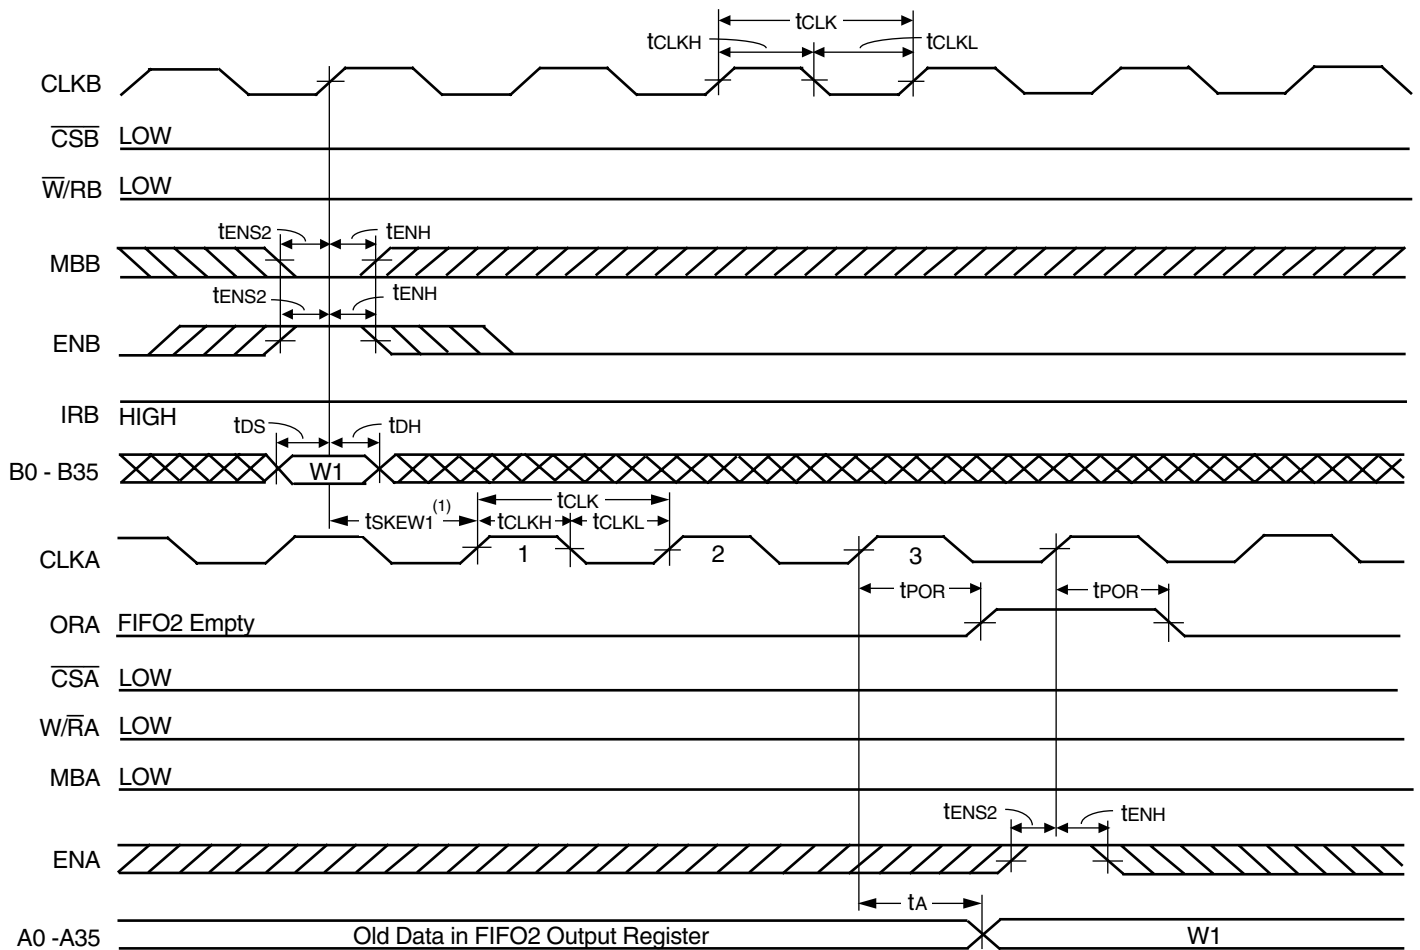 tCLK
tCLKH tCLKL
CLKB
CSB LOW
W/RB LOW
tENS2 tENH
MBB
tENS2 tENH
ENB
IRB HIGH
tDS tDH
B0 - B35 W1
tCLK
tSKEW1(1) tCLKH tCLKL
CLKA 1 2 3
tPOR tPOR
ORA FIFO2 Empty
CSA LOW
W/RA LOW
MBA LOW
tENS2 tENH
ENA
tA
A0 -A35 Old Data in FIFO2 Output Register W1